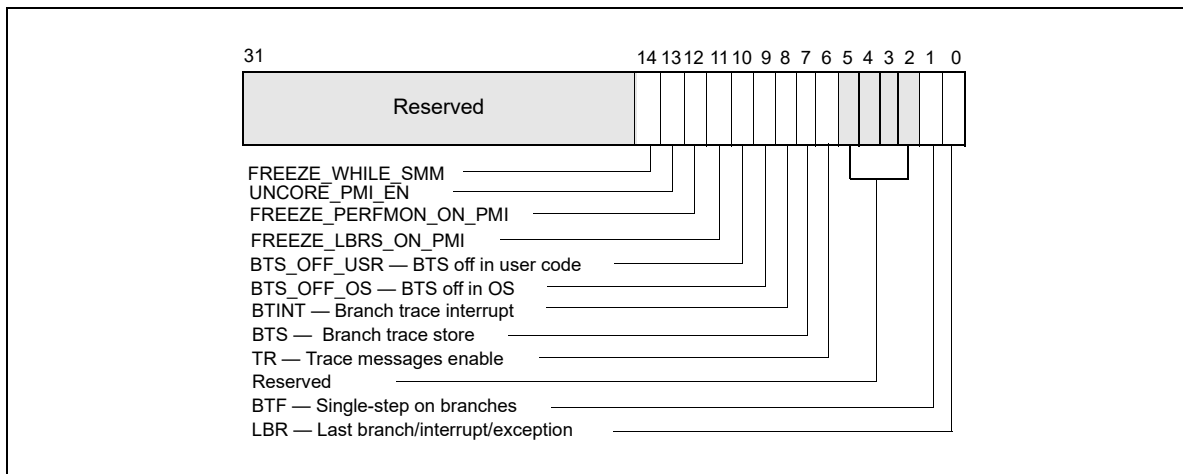 31 14 13 12 11 10 9 8 7 6 5 4 3 2 1 0
Reserved
FREEZE_WHILE_SMM
UNCORE_PMI_EN
FREEZE_PERFMON_ON_PMI
FREEZE_LBRS_ON_PMI
BTS_OFF_USR — BTS off in user code
BTS_OFF_OS — BTS off in OS
BTINT — Branch trace interrupt
BTS — Branch trace store
TR — Trace messages enable
Reserved
BTF — Single-step on branches
LBR — Last branch/interrupt/exception